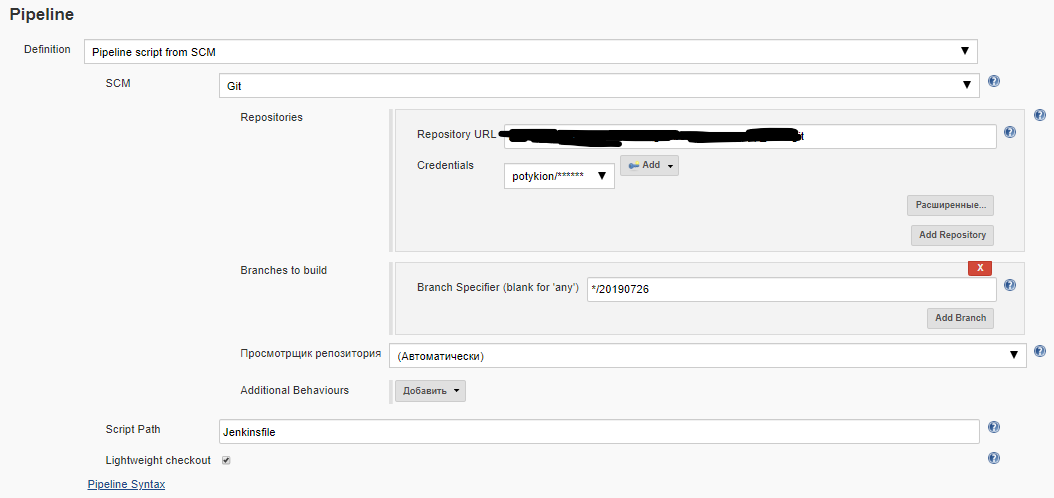 Pipeline
Definition
Pipeline script from SCM
SCM
Git
Repositories
Repository URL
Credentials
potykion/******
Add
Расширенные...
Add Repository
Branches to build
X
Branch Specifier (blank for 'any')
*/20190726
Add Branch
Просмотрщик репозитория
(Автоматически)
Additional Behaviours
Добавить
Script Path
Jenkinsfile
Lightweight checkout
Pipeline Syntax